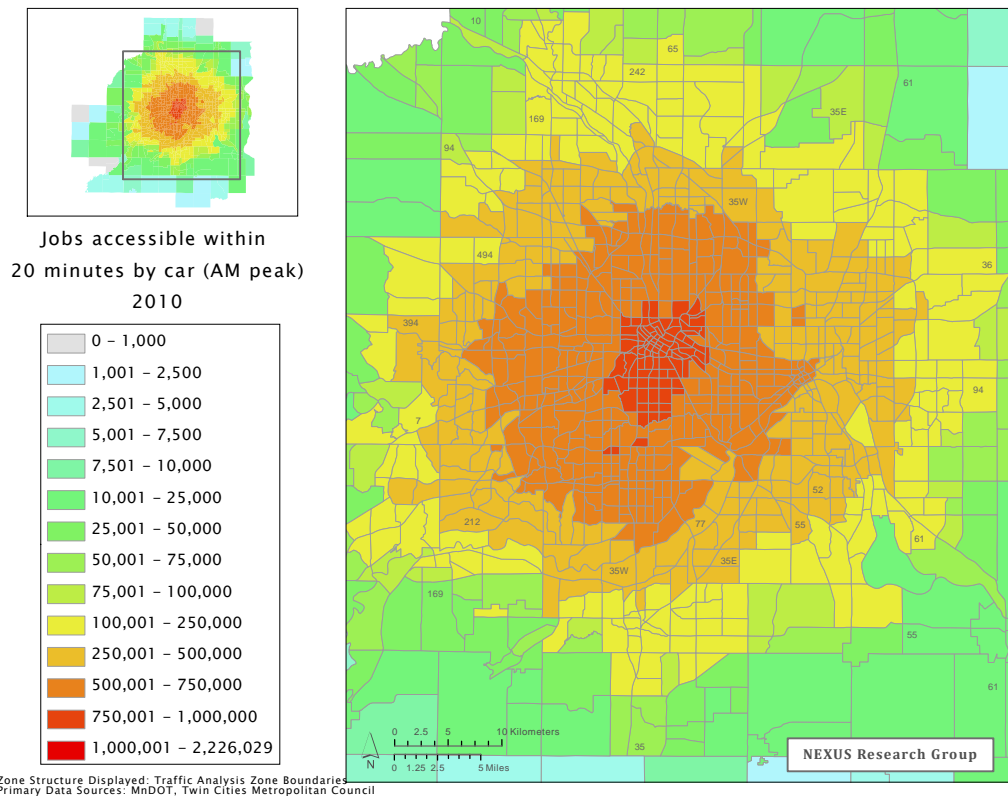 Jobs accessible within
20 minutes by car (AM peak)
2010
0 – 1,000
1,001 – 2,500
2,501 – 5,000
5,001 – 7,500
7,501 – 10,000
10,001 – 25,000
25,001 – 50,000
50,001 – 75,000
75,001 – 100,000
100,001 – 250,000
250,001 – 500,000
500,001 – 750,000
750,001 – 1,000,000
1,000,001 – 2,226,029
Zone Structure Displayed: Traffic Analysis Zone Boundaries
Primary Data Sources: MnDOT, Twin Cities Metropolitan Council
10
65
242
61
35E
169
94
35W
494
36
394
94
7
52
212
77
55
61
35E
35W
169
55
61
35
0 2.5 5 10 Kilometers
0 1.25 2.5 5 Miles
N
NEXUS Research Group